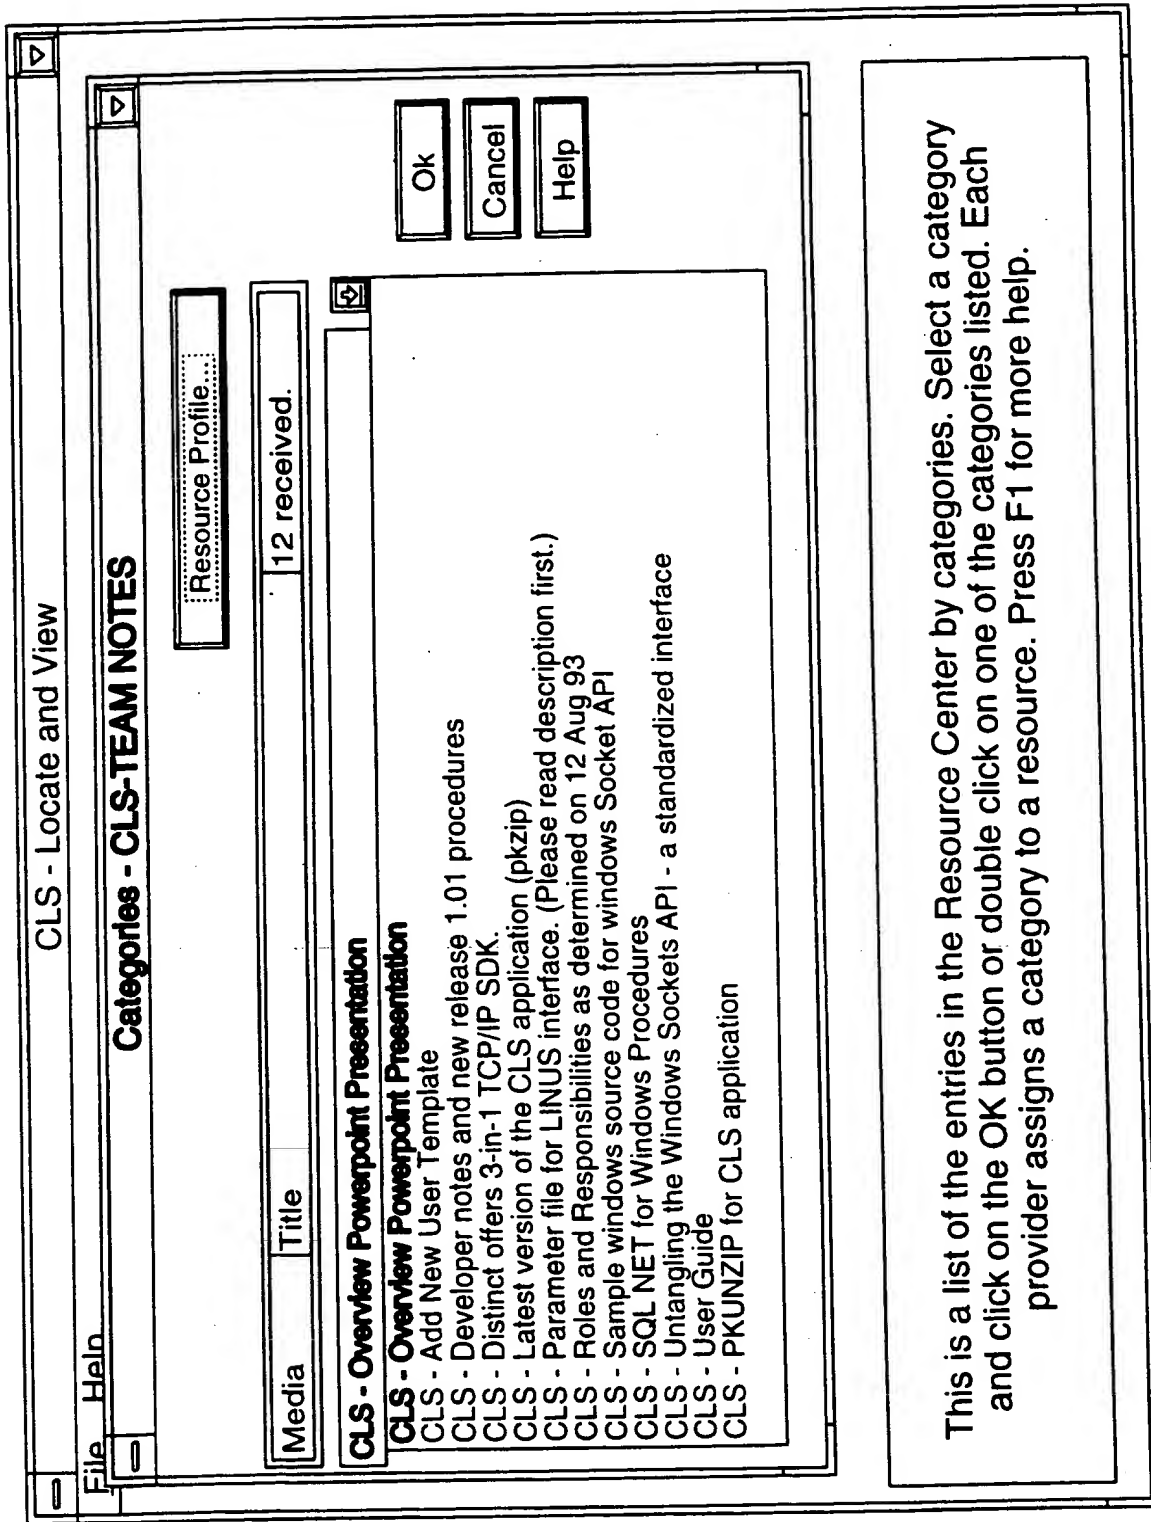 CLS - Locate and View
File Help
Categories - CLS-TEAM NOTES
Resource Profile...
Media Title 12 received.
CLS - Overview Powerpoint Presentation
CLS - Overview Powerpoint Presentation
CLS - Add New User Template
CLS - Developer notes and new release 1.01 procedures
CLS - Distinct offers 3-in-1 TCP/IP SDK.
CLS - Latest version of the CLS application (pkzip)
CLS - Parameter file for LINUS interface. (Please read description first.)
CLS - Roles and Responsibilities as determined on 12 Aug 93
CLS - Sample windows source code for windows Socket API
CLS - SQL NET for Windows Procedures
CLS - Untangling the Windows Sockets API - a standardized interface
CLS - User Guide
CLS - PKUNZIP for CLS application
Ok
Cancel
Help
This is a list of the entries in the Resource Center by categories. Select a category
and click on the OK button or double click on one of the categories listed. Each
provider assigns a category to a resource. Press F1 for more help.